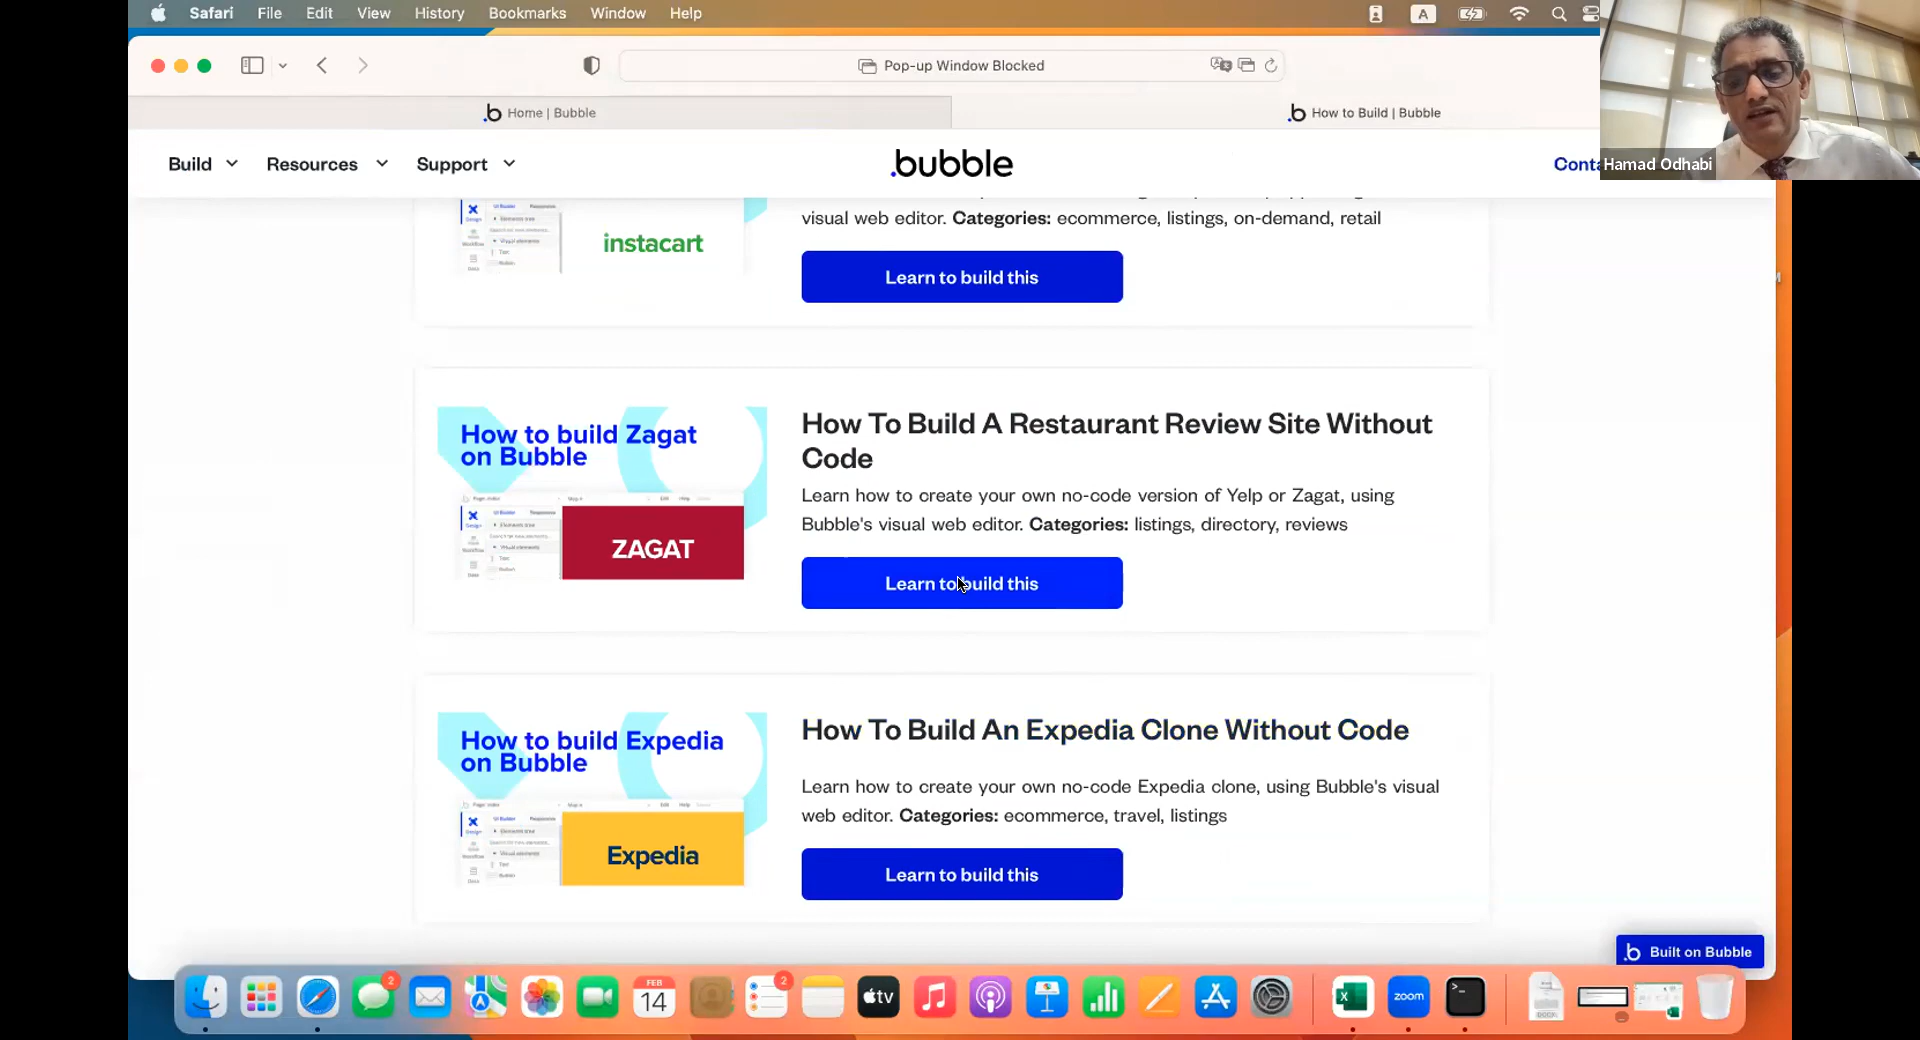 Safari File Edit View History Bookmarks Window Help
A
Pop-up Window Blocked
Home | Bubble
How to Build | Bubble
Build Resources Support
.bubble
Conta
Hamad Odhabi
visual web editor. Categories: ecommerce, listings, on-demand, retail
instacart
Learn to build this
How to build Zagat
on Bubble
ZAGAT
How To Build A Restaurant Review Site Without
Code
Learn how to create your own no-code version of Yelp or Zagat, using
Bubble's visual web editor. Categories: listings, directory, reviews
Learn to build this
How to build Expedia
on Bubble
Expedia
How To Build An Expedia Clone Without Code
Learn how to create your own no-code Expedia clone, using Bubble's visual
web editor. Categories: ecommerce, travel, listings
Learn to build this
Built on Bubble
2
FEB
14
2
tv
zoom